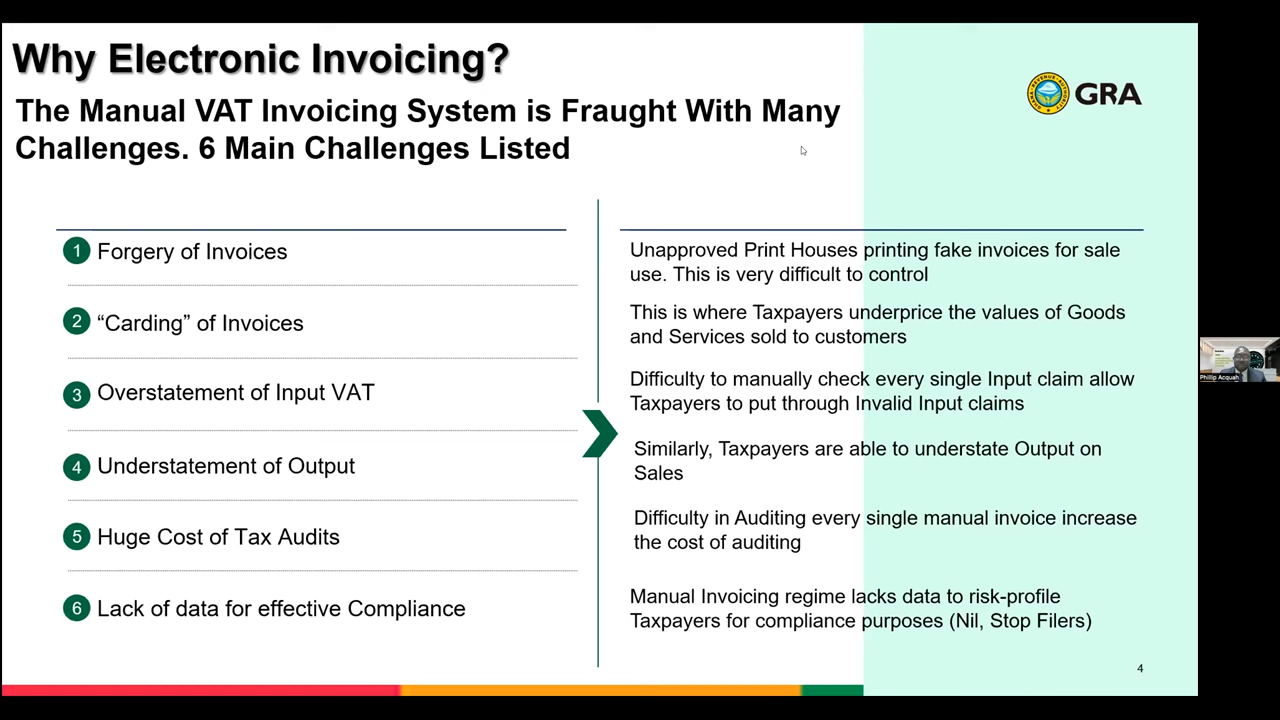 Why Electronic Invoicing?
The Manual VAT Invoicing System is Fraught With Many
Challenges. 6 Main Challenges Listed
GHANA REVENUE AUTHORITY
GRA
1 Forgery of Invoices
Unapproved Print Houses printing fake invoices for sale
use. This is very difficult to control
2 “Carding” of Invoices
This is where Taxpayers underprice the values of Goods
and Services sold to customers
3 Overstatement of Input VAT
Difficulty to manually check every single Input claim allow
Taxpayers to put through Invalid Input claims
4 Understatement of Output
Similarly, Taxpayers are able to understate Output on
Sales
5 Huge Cost of Tax Audits
Difficulty in Auditing every single manual invoice increase
the cost of auditing
6 Lack of data for effective Compliance
Manual Invoicing regime lacks data to risk-profile
Taxpayers for compliance purposes (Nil, Stop Filers)
4
Phillip Acquah